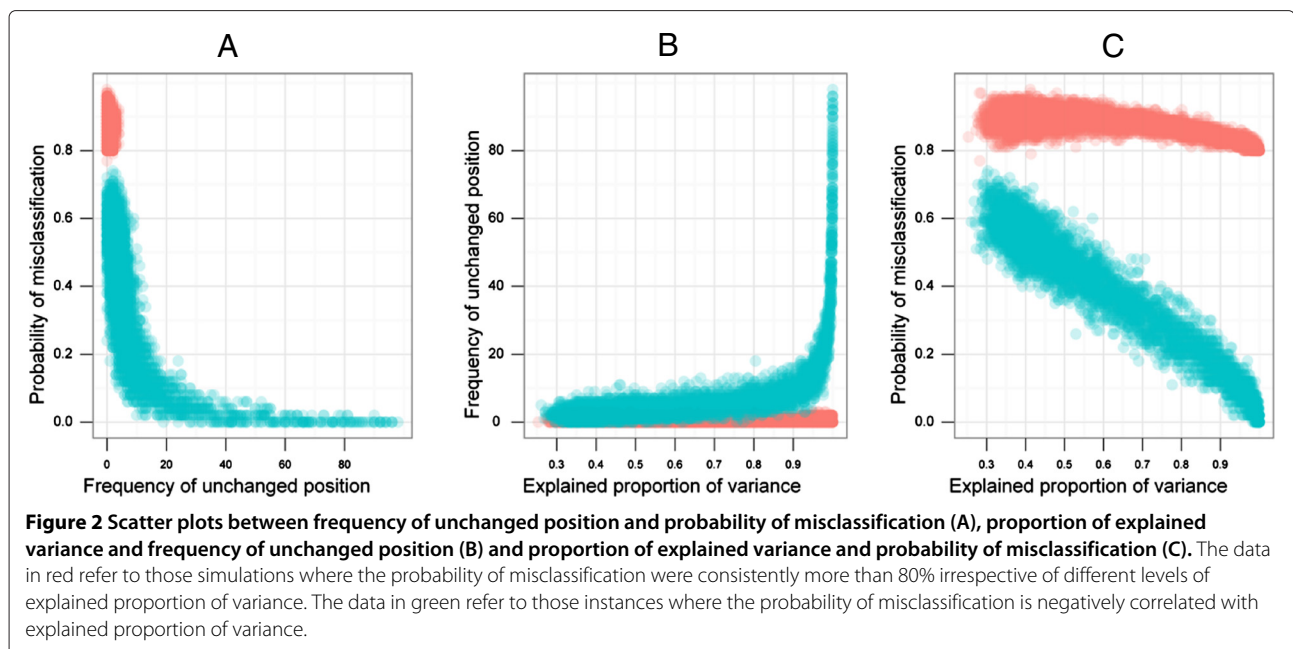 A
B
C
Probability of misclassification
0.8
0.6
0.4
0.2
0.0
0 20 40 60 80
Frequency of unchanged position
Frequency of unchanged position
80
60
40
20
0
0.3 0.4 0.5 0.6 0.7 0.8 0.9
Explained proportion of variance
Probability of misclassification
0.8
0.6
0.4
0.2
0.0
0.3 0.4 0.5 0.6 0.7 0.8 0.9
Explained proportion of variance
Figure 2 Scatter plots between frequency of unchanged position and probability of misclassification (A), proportion of explained
variance and frequency of unchanged position (B) and proportion of explained variance and probability of misclassification (C). The data
in red refer to those simulations where the probability of misclassification were consistently more than 80% irrespective of different levels of
explained proportion of variance. The data in green refer to those instances where the probability of misclassification is negatively correlated with
explained proportion of variance.